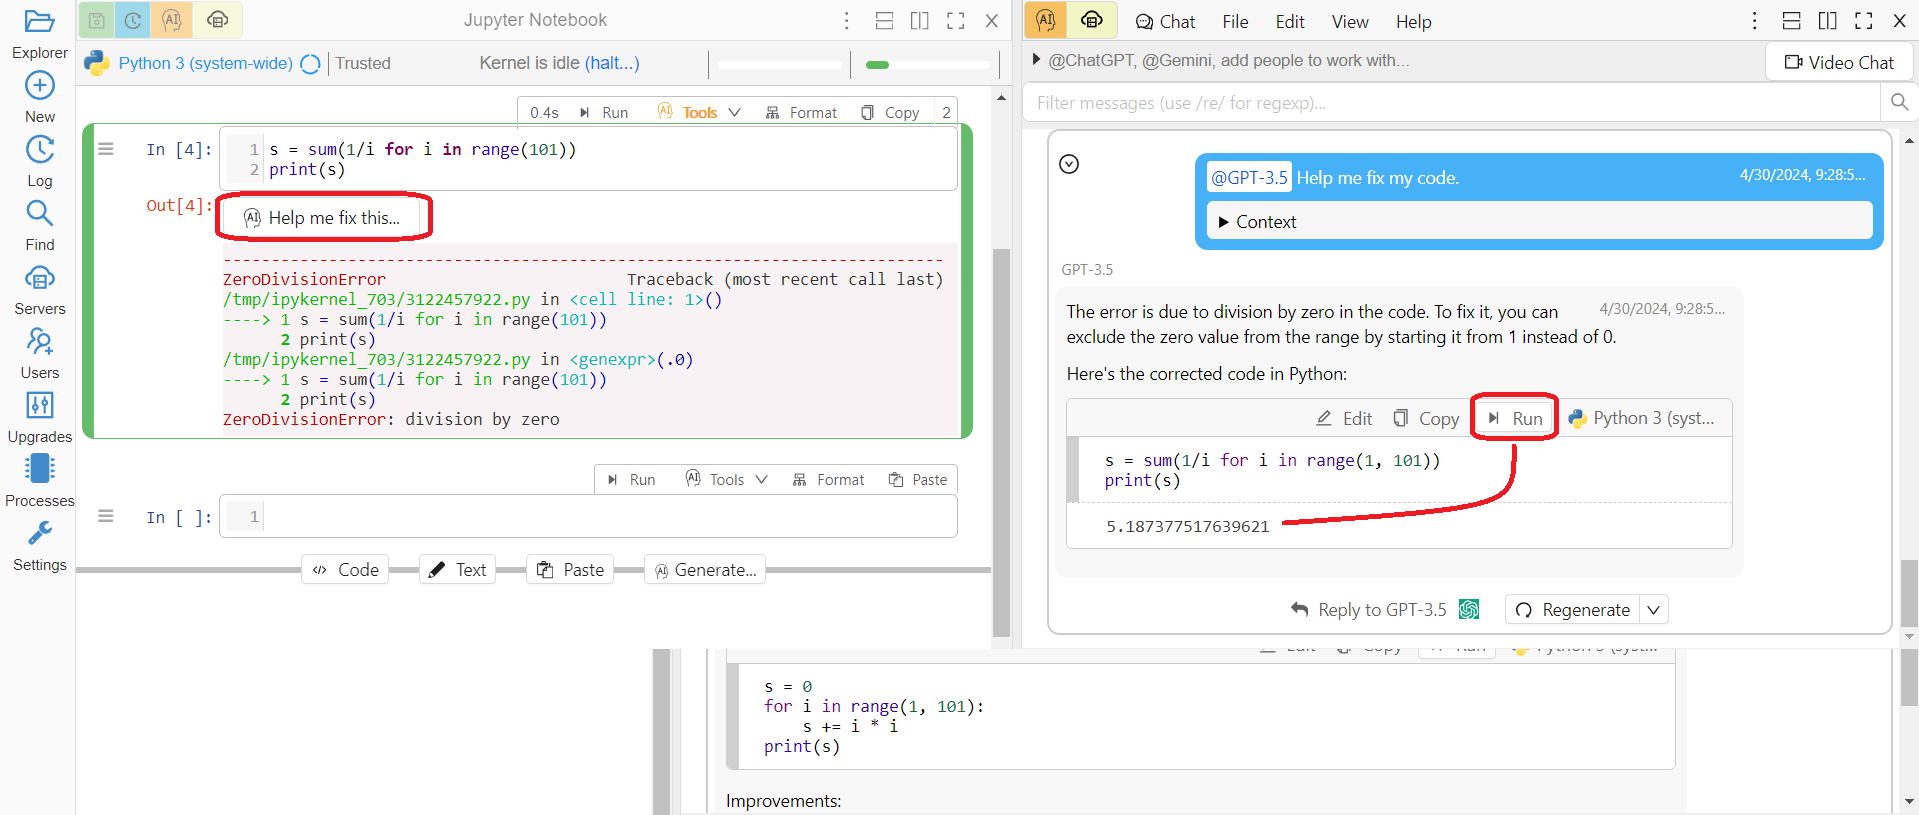 Explorer
New
Log
Find
Servers
Users
Upgrades
Processes
Settings
AI
Jupyter Notebook
Python 3 (system-wide)
Trusted
Kernel is idle (halt...)
0.4s
Run
AI Tools
Format
Copy
2
In [4]:
1 s = sum(1/i for i in range(101))
2 print(s)
Out[4]:
AI Help me fix this...
---------------------------------------------------------------------------
ZeroDivisionError Traceback (most recent call last)
/tmp/ipykernel_703/3122457922.py in <cell line: 1>()
----> 1 s = sum(1/i for i in range(101))
2 print(s)
/tmp/ipykernel_703/3122457922.py in <genexpr>(.0)
----> 1 s = sum(1/i for i in range(101))
2 print(s)
ZeroDivisionError: division by zero
Run
AI Tools
Format
Paste
In [ ]:
1
</> Code
Text
Paste
AI Generate...
AI
Chat
File
Edit
View
Help
@ChatGPT, @Gemini, add people to work with...
Video Chat
Filter messages (use /re/ for regexp)...
@GPT-3.5 Help me fix my code.
4/30/2024, 9:28:5...
Context
GPT-3.5
The error is due to division by zero in the code. To fix it, you can
4/30/2024, 9:28:5...
exclude the zero value from the range by starting it from 1 instead of 0.
Here's the corrected code in Python:
Edit
Copy
Run
Python 3 (syst...
s = sum(1/i for i in range(1, 101))
print(s)
5.187377517639621
Reply to GPT-3.5
Regenerate
s = 0
for i in range(1, 101):
s += i * i
print(s)
Improvements: